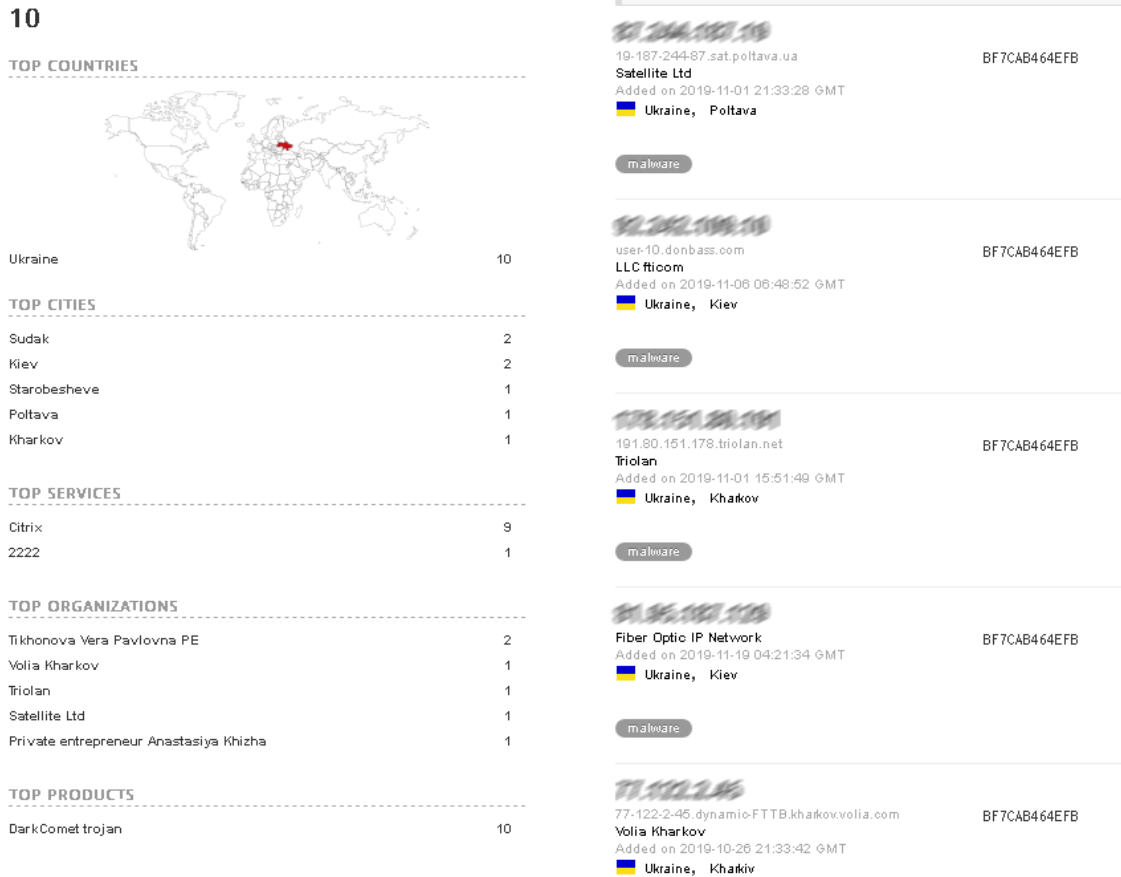 10
TOP COUNTRIES
Ukraine 10
TOP CITIES
Sudak 2
Kiev 2
Starobesheve 1
Poltava 1
Kharkov 1
TOP SERVICES
Citrix 9
2222 1
TOP ORGANIZATIONS
Tikhonova Vera Pavlovna PE 2
Volia Kharkov 1
Triolan 1
Satellite Ltd 1
Private entrepreneur Anastasiya Khizha 1
TOP PRODUCTS
DarkComet trojan 10
19-187-244-87.sat.poltava.ua
BF7CAB464EFB
Satellite Ltd
Added on 2019-11-01 21:33:28 GMT
Ukraine, Poltava
malware
user-10.donbass.com
BF7CAB464EFB
LLC fticom
Added on 2019-11-06 06:48:52 GMT
Ukraine, Kiev
malware
191.80.151.178.triolan.net
BF7CAB464EFB
Triolan
Added on 2019-11-01 15:51:49 GMT
Ukraine, Kharkov
malware
Fiber Optic IP Network
BF7CAB464EFB
Added on 2019-11-19 04:21:34 GMT
Ukraine, Kiev
malware
77-122-2-45.dynamic-FTTB.kharkov.volia.com
BF7CAB464EFB
Volia Kharkov
Added on 2019-10-26 21:33:42 GMT
Ukraine, Kharkiv